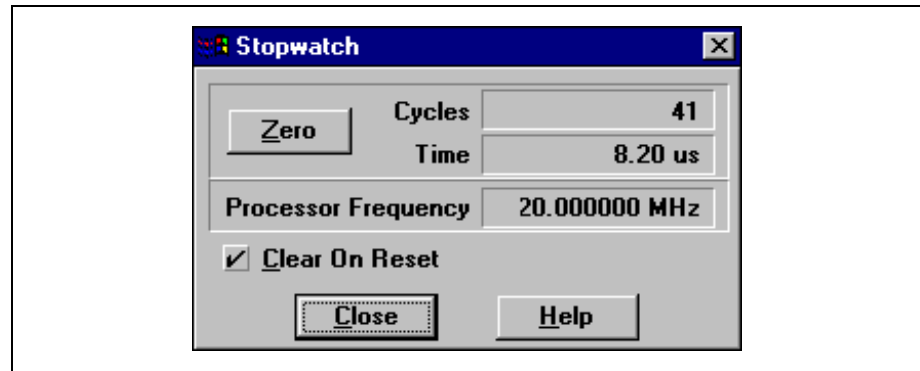 Stopwatch
Zero
Cycles 41
Time 8.20 us
Processor Frequency 20.000000 MHz
Clear On Reset
Close Help